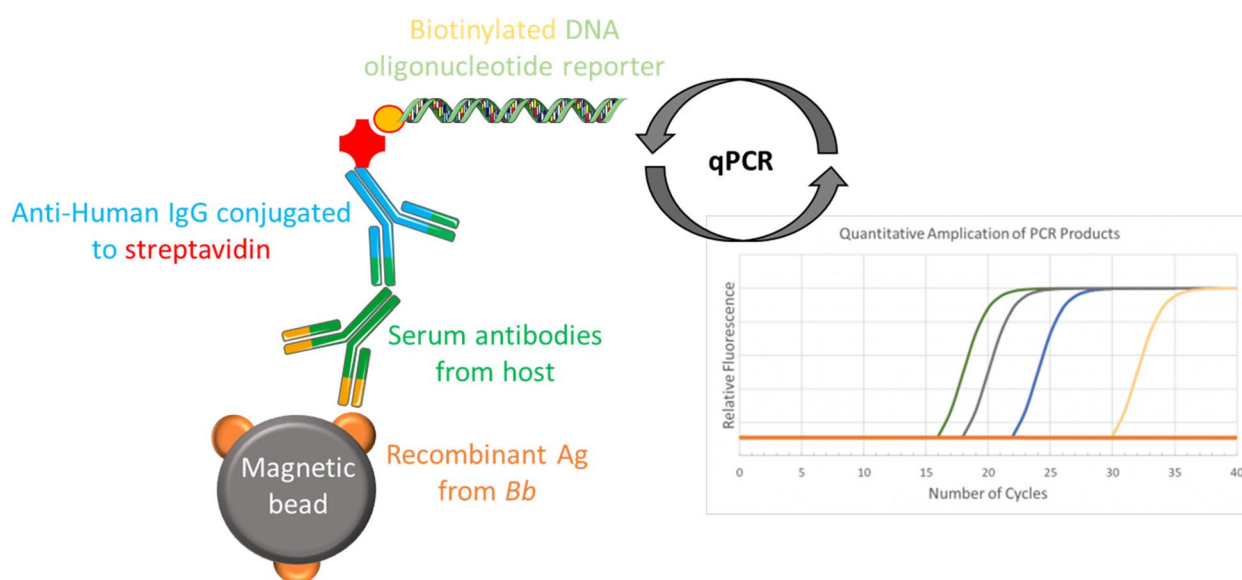 Biotinylated DNA
oligonucleotide reporter
qPCR
Anti-Human IgG conjugated
to streptavidin
Serum antibodies
from host
Magnetic
bead
Recombinant Ag
from Bb
Quantitative Amplication of PCR Products
Relative Fluorescence
0 5 10 15 20 25 30 35 40
Number of Cycles